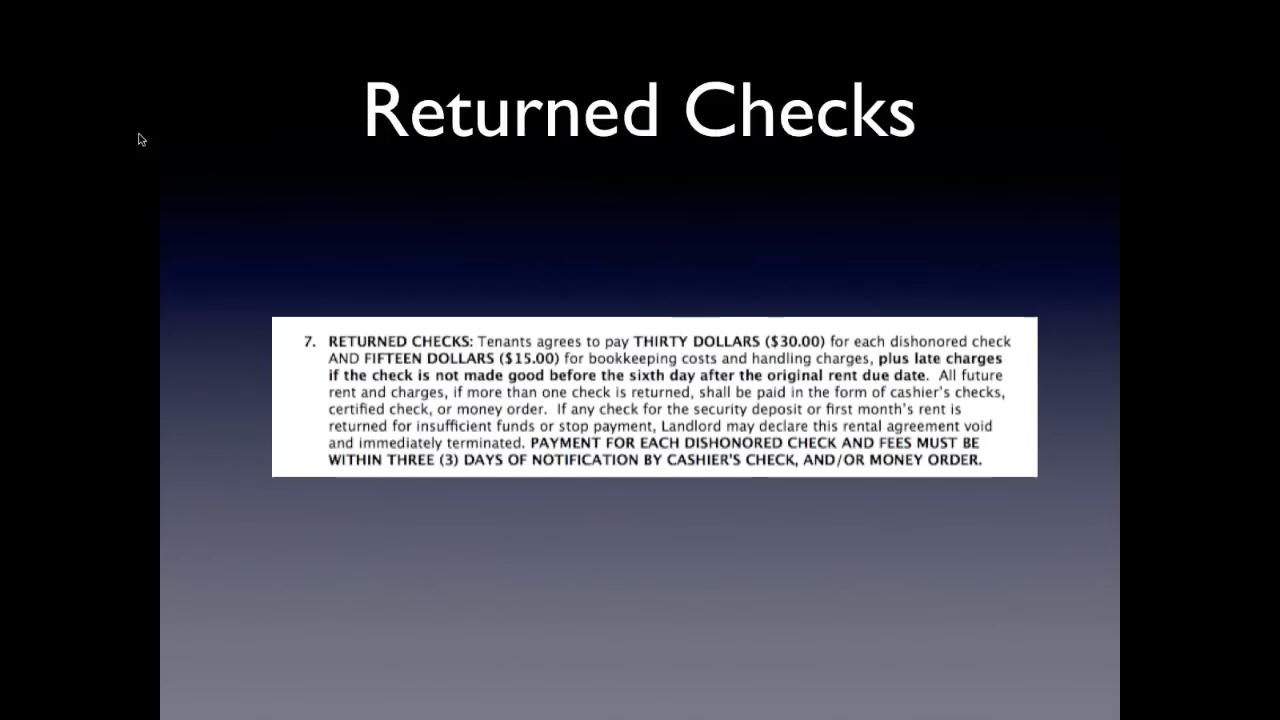 Returned Checks
7. RETURNED CHECKS: Tenants agrees to pay THIRTY DOLLARS ($30.00) for each dishonored check
AND FIFTEEN DOLLARS ($15.00) for bookkeeping costs and handling charges, plus late charges
if the check is not made good before the sixth day after the original rent due date. All future
rent and charges, if more than one check is returned, shall be paid in the form of cashier's checks,
certified check, or money order. If any check for the security deposit or first month's rent is
returned for insufficient funds or stop payment, Landlord may declare this rental agreement void
and immediately terminated. PAYMENT FOR EACH DISHONORED CHECK AND FEES MUST BE
WITHIN THREE (3) DAYS OF NOTIFICATION BY CASHIER'S CHECK, AND/OR MONEY ORDER.